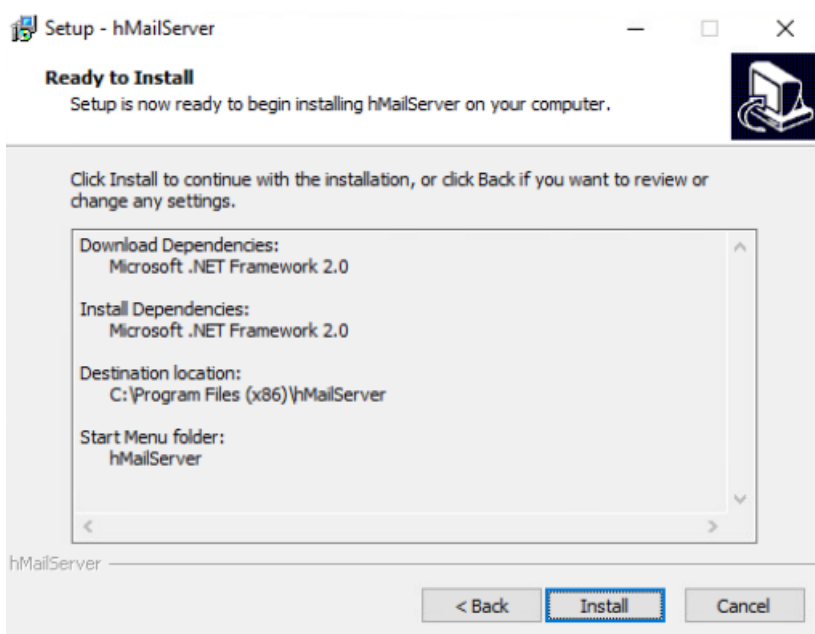 Setup - hMailServer
Ready to Install
Setup is now ready to begin installing hMailServer on your computer.
Click Install to continue with the installation, or click Back if you want to review or
change any settings.
Download Dependencies:
Microsoft .NET Framework 2.0
Install Dependencies:
Microsoft .NET Framework 2.0
Destination location:
C:\Program Files (x86)\hMailServer
Start Menu folder:
hMailServer
hMailServer
< Back
Install
Cancel